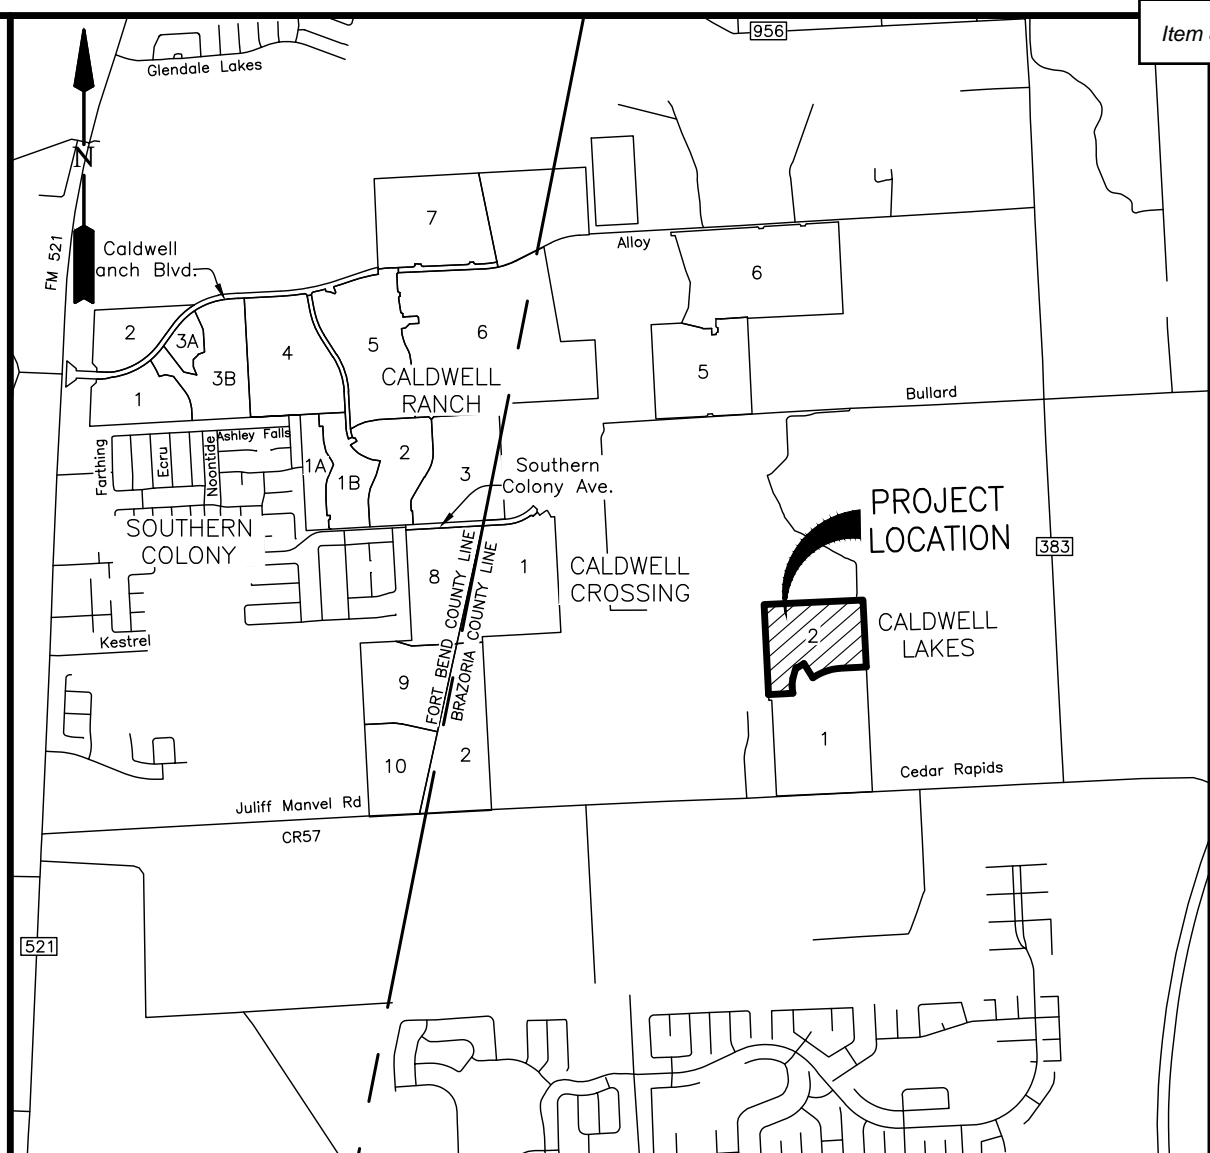 956
Item
Glendale Lakes
N
FM 521
Caldwell
anch Blvd.
7
Alloy
6
2
3A
3B
4
5
6
1
CALDWELL
RANCH
5
Bullard
Farthing
Ecru
Noontide
Ashley Falls
1A
1B
2
3
Southern
Colony Ave.
PROJECT
LOCATION
SOUTHERN
COLONY
383
8
1
CALDWELL
CROSSING
FORT BEND COUNTY LINE
BRAZORIA COUNTY LINE
Kestrel
2
CALDWELL
LAKES
9
10
2
1
Cedar Rapids
Juliff Manvel Rd
CR57
521